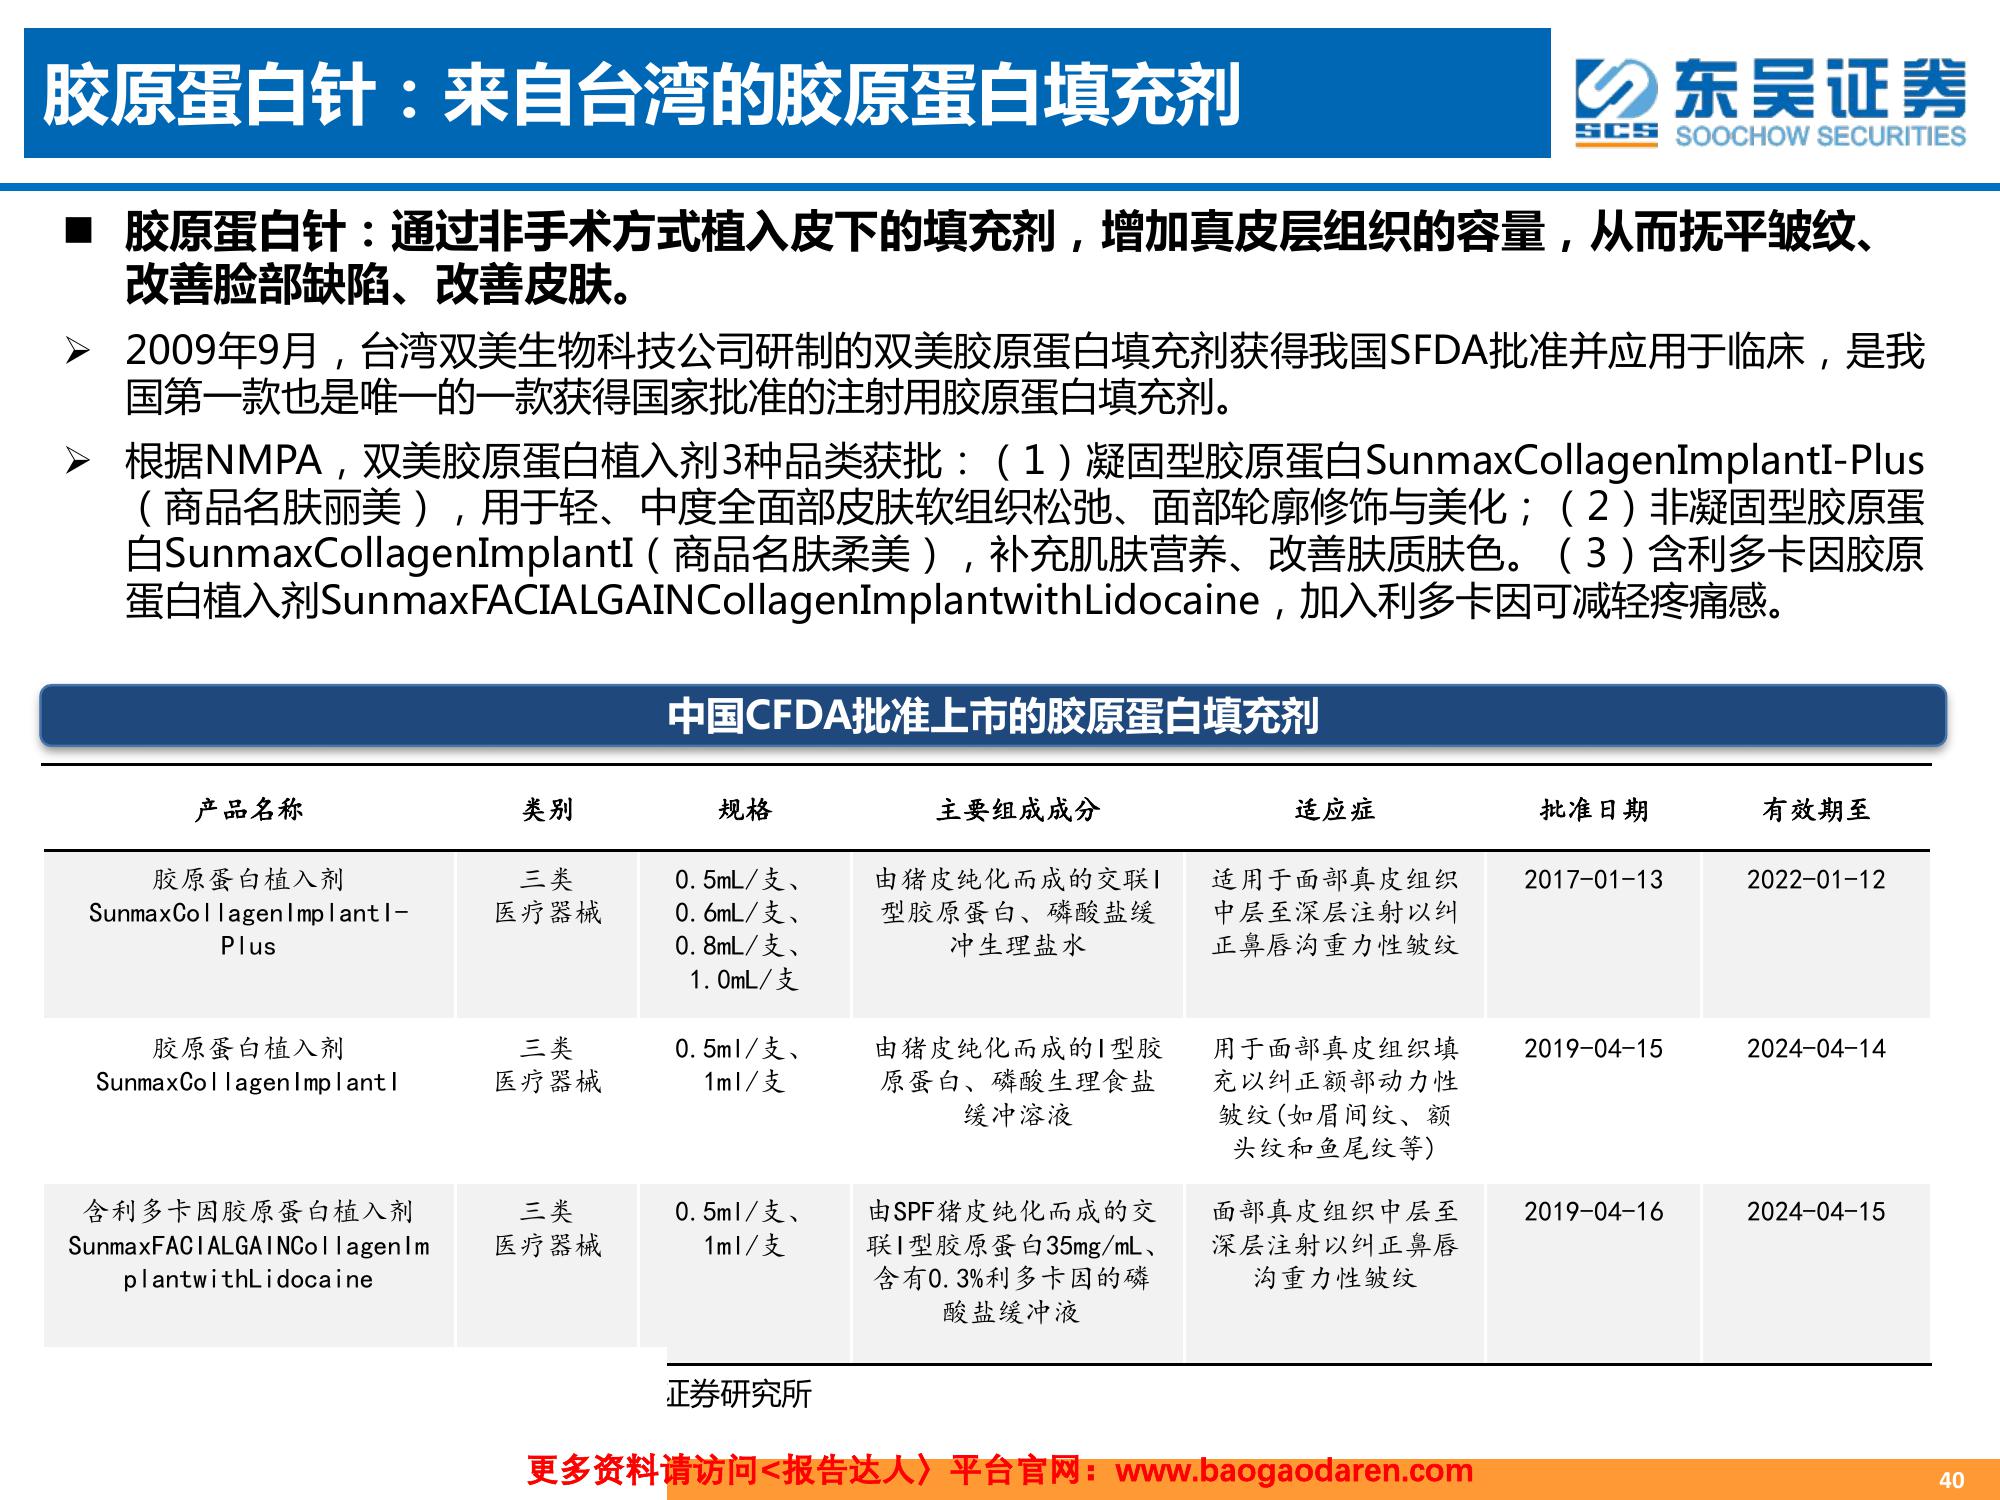 胶原蛋白针：来自台湾的胶原蛋白填充剂
东吴证券
SCS
SOOCHOW SECURITIES
■ 胶原蛋白针：通过非手术方式植入皮下的填充剂，增加真皮层组织的容量，从而抚平皱纹、
改善脸部缺陷、改善皮肤。
➢ 2009年9月，台湾双美生物科技公司研制的双美胶原蛋白填充剂获得我国SFDA批准并应用于临床，是我
国第一款也是唯一的一款获得国家批准的注射用胶原蛋白填充剂。
➢ 根据NMPA，双美胶原蛋白植入剂3种品类获批：（1）凝固型胶原蛋白SunmaxCollagenImplantI-Plus
（商品名肤丽美），用于轻、中度全面部皮肤软组织松弛、面部轮廓修饰与美化；（2）非凝固型胶原蛋
白SunmaxCollagenImplantI（商品名肤柔美），补充肌肤营养、改善肤质肤色。（3）含利多卡因胶原
蛋白植入剂SunmaxFACIALGAINCollagenImplantwithLidocaine，加入利多卡因可减轻疼痛感。
中国CFDA批准上市的胶原蛋白填充剂
产品名称 类别 规格 主要组成成分 适应症 批准日期 有效期至
胶原蛋白植入剂 三类 0.5mL/支、 由猪皮纯化而成的交联I 适用于面部真皮组织 2017-01-13 2022-01-12
SunmaxCollagenImplantI- 医疗器械 0.6mL/支、 型胶原蛋白、磷酸盐缓 中层至深层注射以纠
Plus 0.8mL/支、 冲生理盐水 正鼻唇沟重力性皱纹
1.0mL/支
胶原蛋白植入剂 三类 0.5ml/支、 由猪皮纯化而成的I型胶 用于面部真皮组织填 2019-04-15 2024-04-14
SunmaxCollagenImplantI 医疗器械 1ml/支 原蛋白、磷酸生理食盐 充以纠正额部动力性
缓冲溶液 皱纹(如眉间纹、额
头纹和鱼尾纹等)
含利多卡因胶原蛋白植入剂 三类 0.5ml/支、 由SPF猪皮纯化而成的交 面部真皮组织中层至 2019-04-16 2024-04-15
SunmaxFACIALGAINCollagenIm 医疗器械 1ml/支 联I型胶原蛋白35mg/mL、 深层注射以纠正鼻唇
plantwithLidocaine 含有0.3%利多卡因的磷 沟重力性皱纹
酸盐缓冲液
证券研究所
更多资料请访问<报告达人〉平台官网：www.baogaodaren.com
40